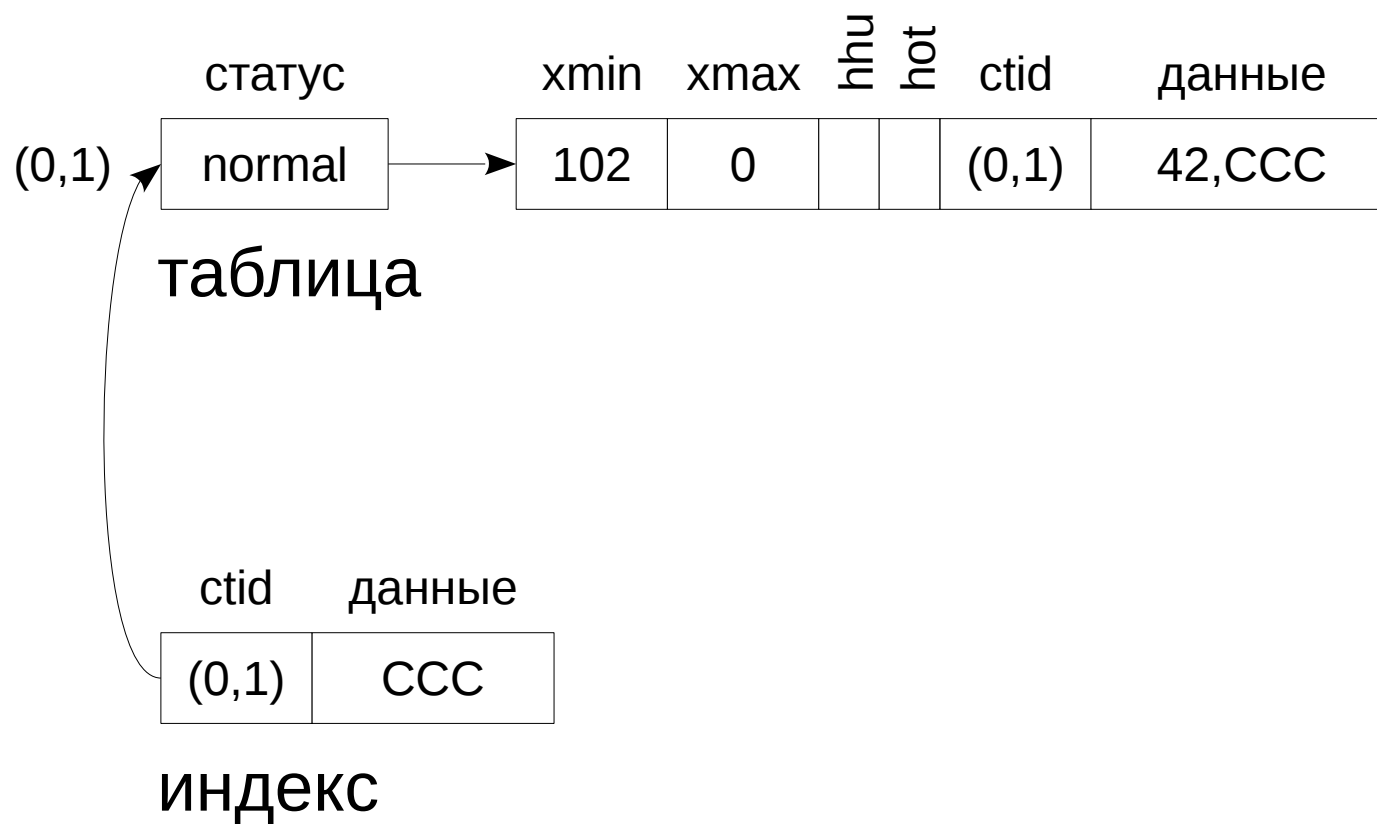 статус xmin xmax hhu hot ctid данные
(0,1) normal 102 0 (0,1) 42,CCC
таблица
ctid данные
(0,1) CCC
индекс